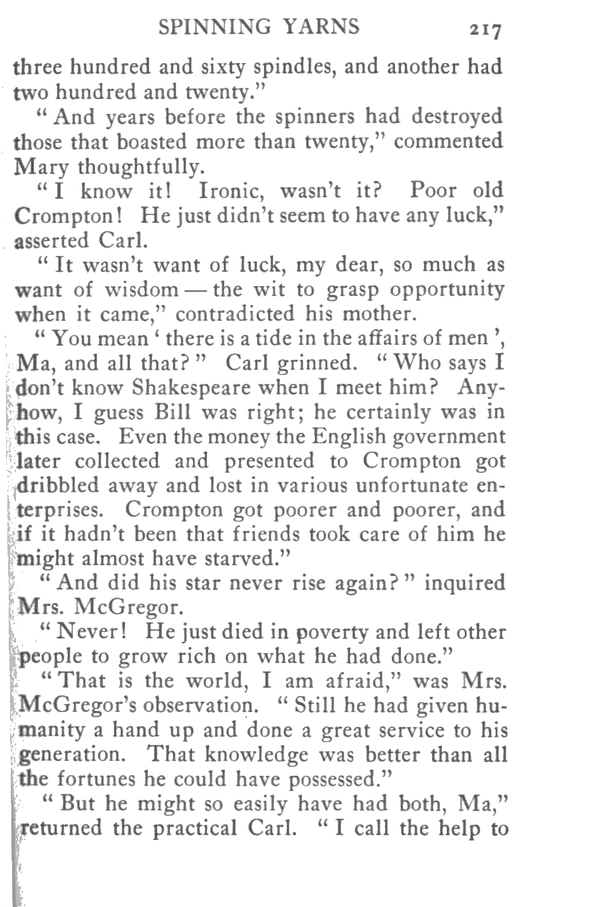 SPINNING YARNS 217
three hundred and sixty spindles, and another had
two hundred and twenty."
"And years before the spinners had destroyed
those that boasted more than twenty," commented
Mary thoughtfully.
"I know it! Ironic, wasn't it? Poor old
Crompton! He just didn't seem to have any luck,"
asserted Carl.
"It wasn't want of luck, my dear, so much as
want of wisdom — the wit to grasp opportunity
when it came," contradicted his mother.
"You mean 'there is a tide in the affairs of men',
Ma, and all that?" Carl grinned. "Who says I
don't know Shakespeare when I meet him? Any-
how, I guess Bill was right; he certainly was in
this case. Even the money the English government
later collected and presented to Crompton got
dribbled away and lost in various unfortunate en-
terprises. Crompton got poorer and poorer, and
if it hadn't been that friends took care of him he
might almost have starved."
"And did his star never rise again?" inquired
Mrs. McGregor.
"Never! He just died in poverty and left other
people to grow rich on what he had done."
"That is the world, I am afraid," was Mrs.
McGregor's observation. "Still he had given hu-
manity a hand up and done a great service to his
generation. That knowledge was better than all
the fortunes he could have possessed."
"But he might so easily have had both, Ma,"
returned the practical Carl. "I call the help to